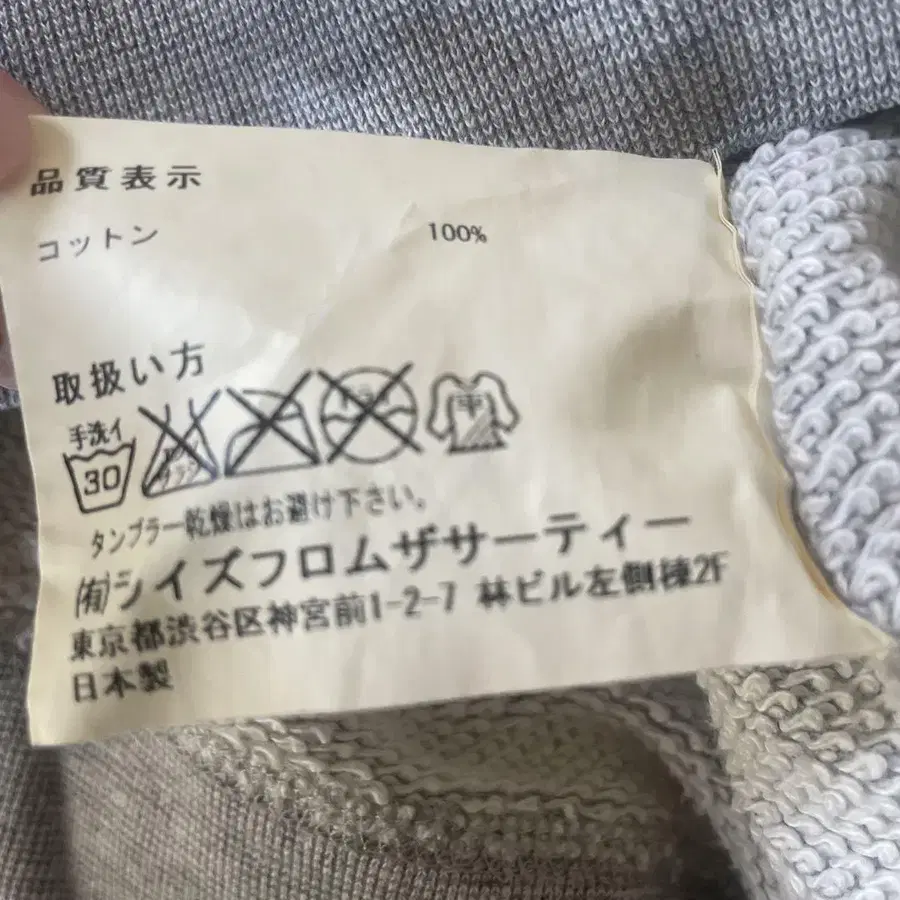 品質表示
コットン 100%
取扱い方
手洗イ
30
タンブラー乾燥はお避け下さい。
(有)シイズフロムザサーティー
東京都渋谷区神宮前1-2-7 林ビル左側棟2F
日本製